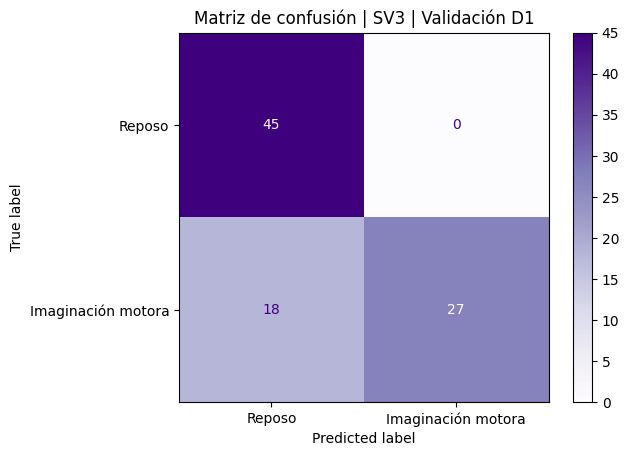 Matriz de confusión | SV3 | Validación D1
True label
Reposo
45
0
Imaginación motora
18
27
Reposo
Imaginación motora
Predicted label
45
40
35
30
25
20
15
10
5
0